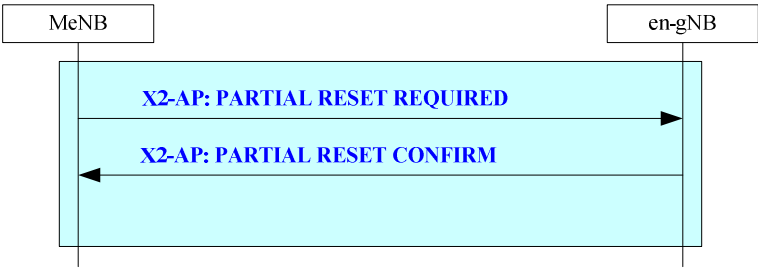 MeNB
en-gNB
X2-AP: PARTIAL RESET REQUIRED
X2-AP: PARTIAL RESET CONFIRM